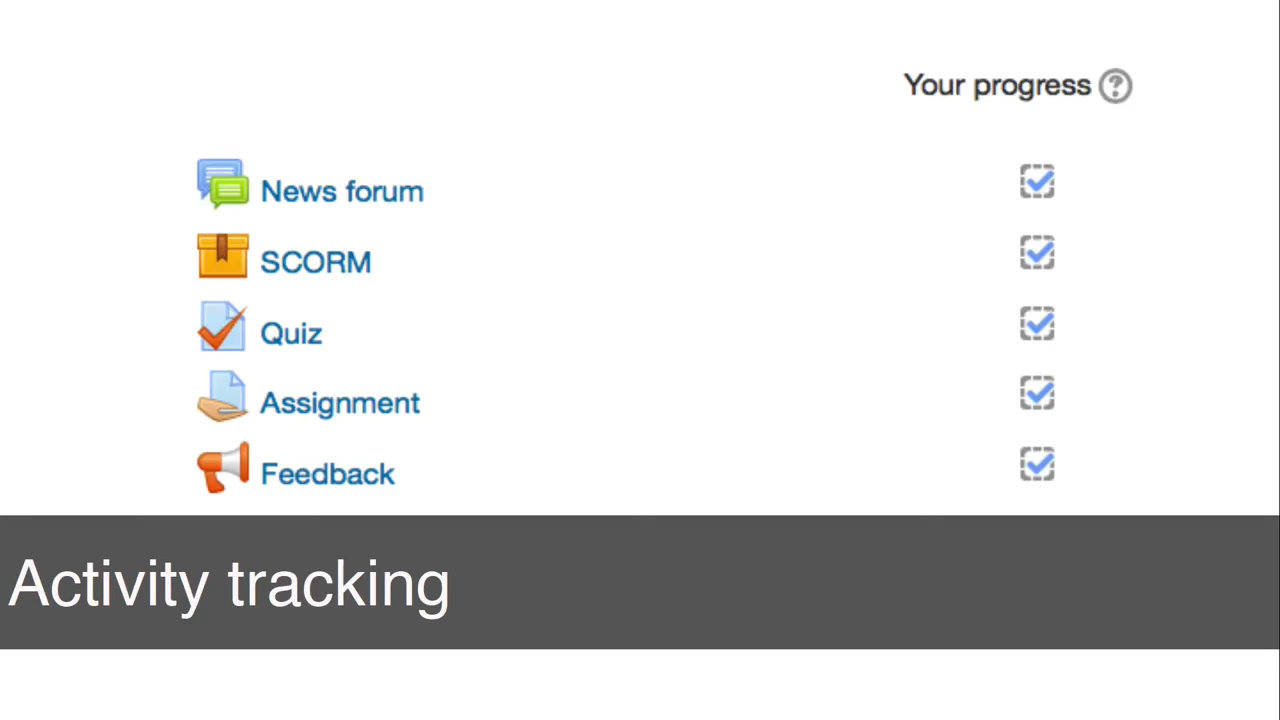 Your progress ?
News forum
SCORM
Quiz
Assignment
Feedback
Activity tracking